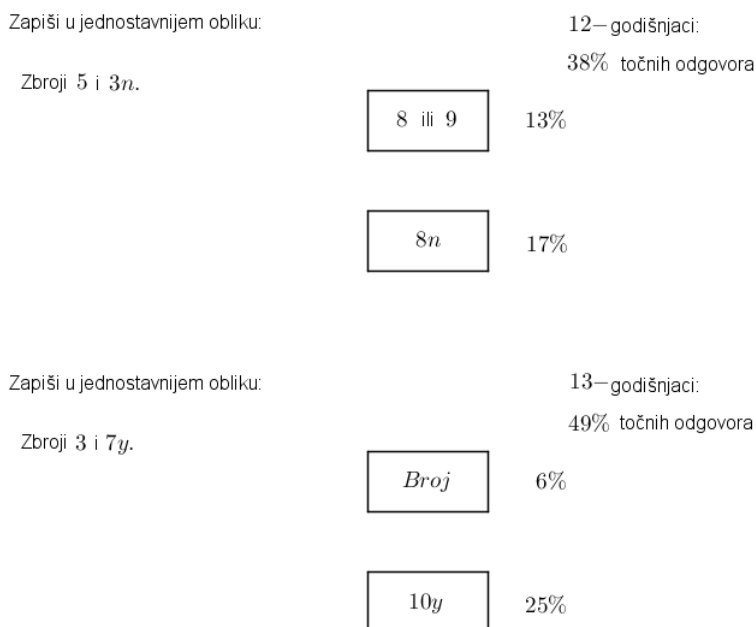 Zapiši u jednostavnijem obliku:
12–godišnjaci:
38% točnih odgovora
Zbroji 5 i 3n.
8 ili 9 13%
8n 17%
Zapiši u jednostavnijem obliku:
13–godišnjaci:
49% točnih odgovora
Zbroji 3 i 7y.
Broj 6%
10y 25%